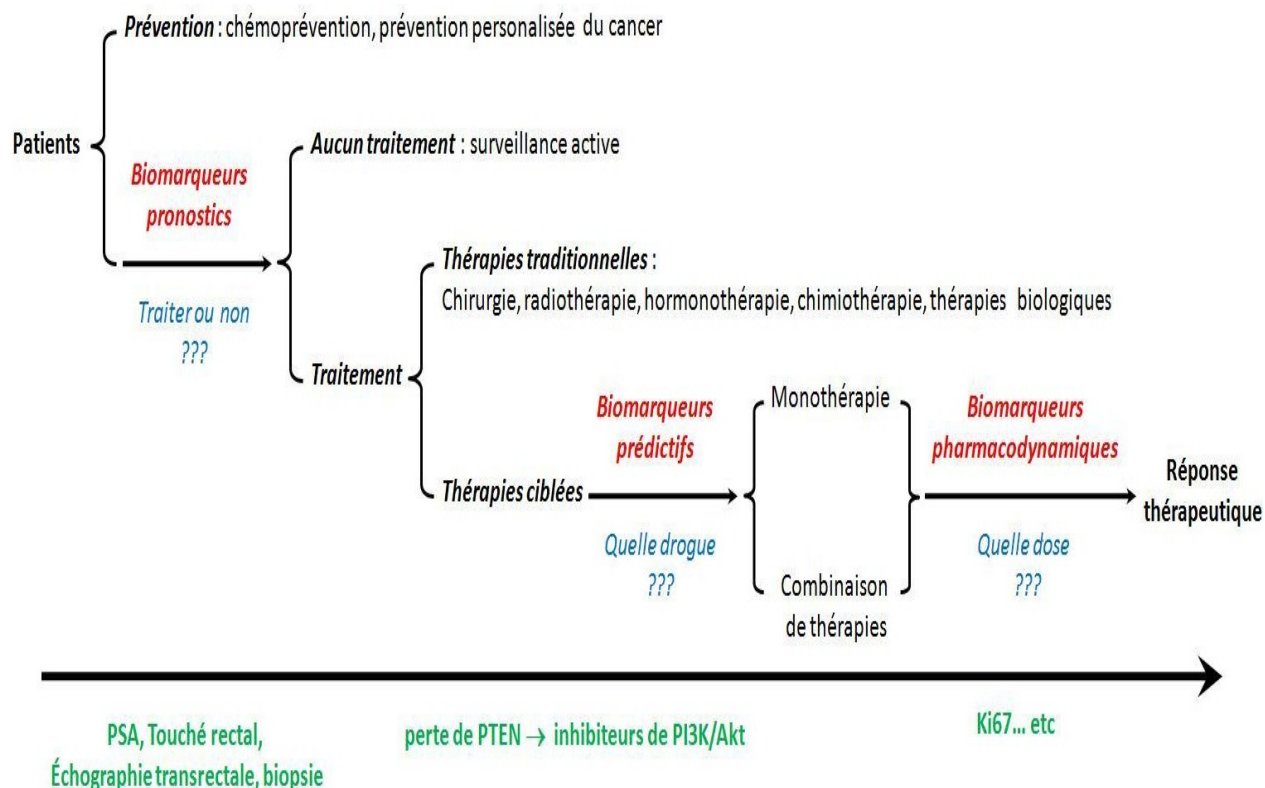 Prévention : chémoprévention, prévention personalisée du cancer
Patients
Aucun traitement : surveillance active
Biomarqueurs
pronostics
Traiter ou non
???
Traitement
Thérapies traditionnelles :
Chirurgie, radiothérapie, hormonothérapie, chimiothérapie, thérapies biologiques
Thérapies ciblées
Biomarqueurs
prédictifs
Quelle drogue
???
Monothérapie
Combinaison
de thérapies
Biomarqueurs
pharmacodynamiques
Quelle dose
???
Réponse
thérapeutique
PSA, Touché rectal,
Échographie transrectale, biopsie
perte de PTEN → inhibiteurs de PI3K/Akt
Ki67... etc